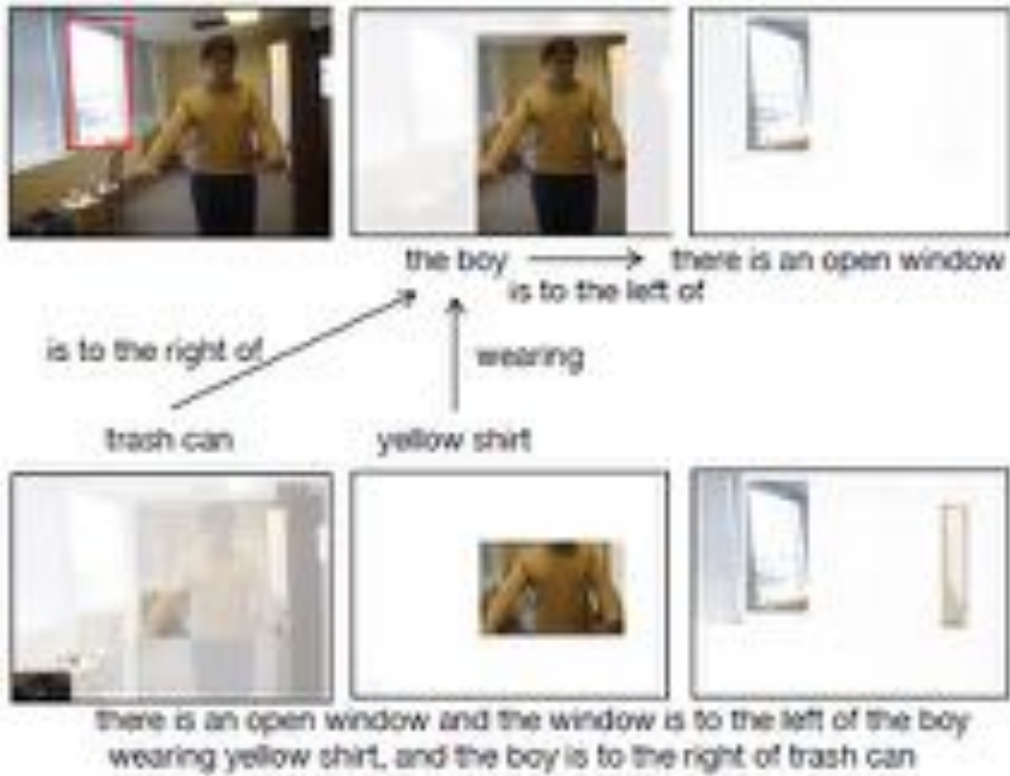 the boy
there is an open window
is to the left of
is to the right of
wearing
trash can
yellow shirt
there is an open window and the window is to the left of the boy
wearing yellow shirt, and the boy is to the right of trash can